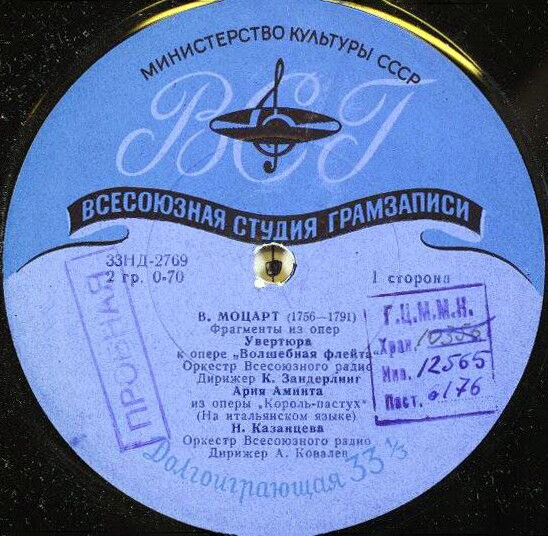 МИНИСТЕРСТВО КУЛЬТУРЫ СССР
ВСГ
ВСЕСОЮЗНАЯ СТУДИЯ ГРАМЗАПИСИ
33НД-2769
2 гр. 0-70
1 сторона
ПРОБНАЯ
В. МОЦАРТ (1756—1791)
Фрагменты из опер
Увертюра
к опере „Волшебная флейта“
Оркестр Всесоюзного радио
Дирижер К. Зандерлинг
Ария Аминта
из оперы „Король-пастух“
(На итальянском языке)
Н. Казанцева
Оркестр Всесоюзного радио
Дирижер А. Ковалев
Г.Ц.М.М.К.
Хран. 10350
Инв. 12565
Паст. 0176
Долгоиграющая 33 1/3